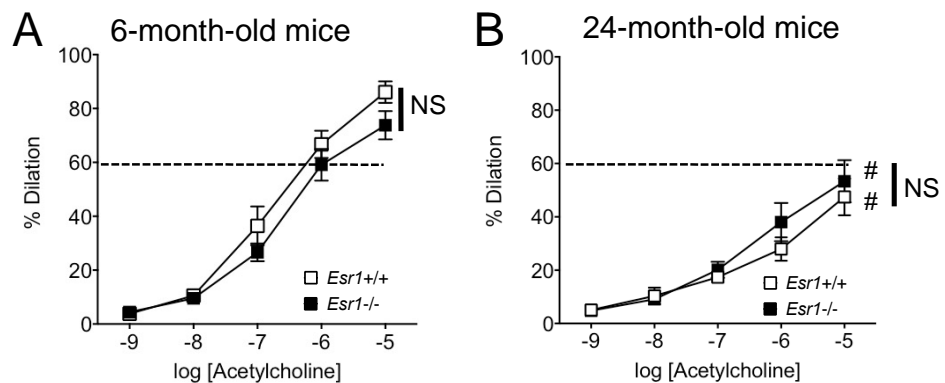 A 6-month-old mice
100
80
60
40
20
0
% Dilation
NS
Esr1+/+
Esr1-/-
-9 -8 -7 -6 -5
log [Acetylcholine]
B 24-month-old mice
100
80
60
40
20
0
% Dilation
#
#
NS
Esr1+/+
Esr1-/-
-9 -8 -7 -6 -5
log [Acetylcholine]